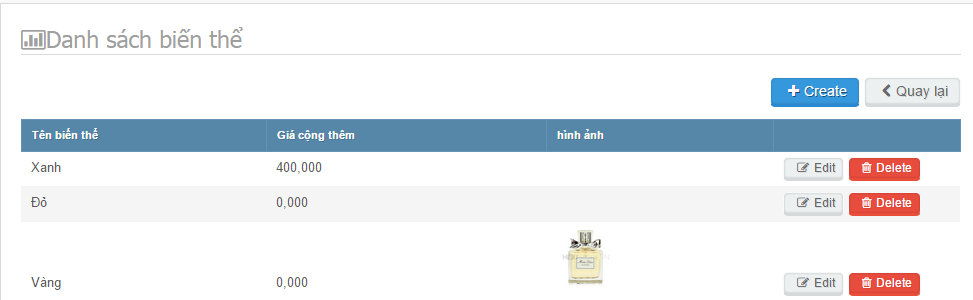 Danh sách biến thể
Create Quay lại
Tên biến thể Giá cộng thêm hình ảnh
Xanh 400,000 Edit Delete
Đỏ 0,000 Edit Delete
Vàng 0,000 Edit Delete